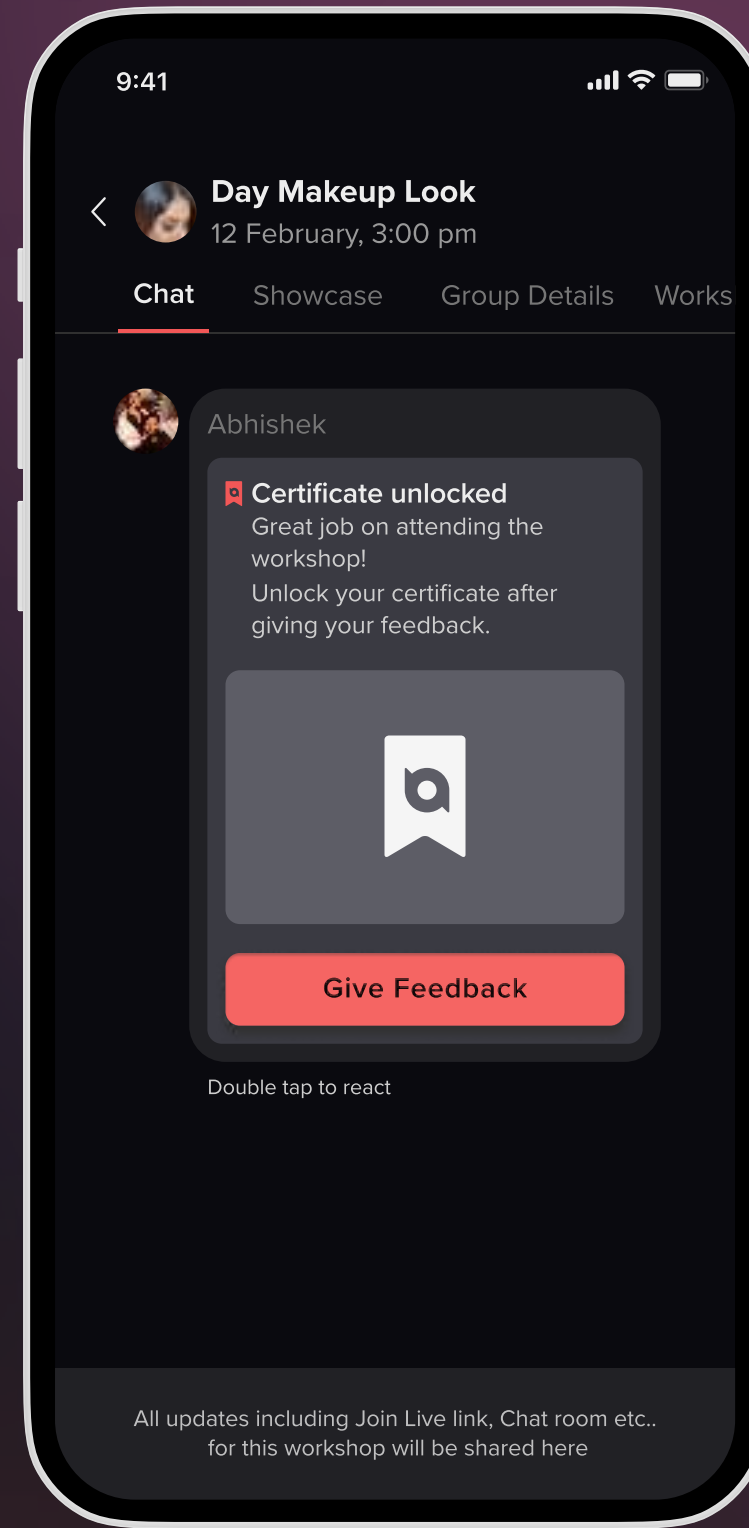 9:41
Day Makeup Look
12 February, 3:00 pm
Chat Showcase Group Details Works
Abhishek
Certificate unlocked
Great job on attending the
workshop!
Unlock your certificate after
giving your feedback.
Give Feedback
Double tap to react
All updates including Join Live link, Chat room etc..
for this workshop will be shared here